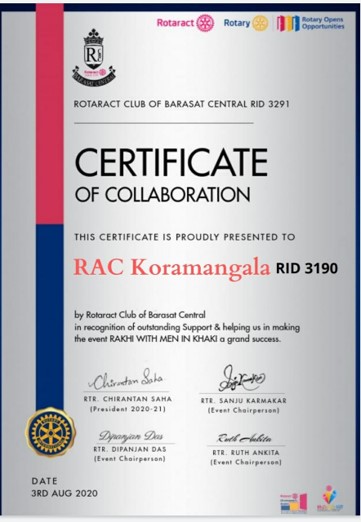 Rotaract Rotary Rotary Opens
Opportunities
R
ROTARACT CLUB OF BARASAT CENTRAL RID 3291
CERTIFICATE
OF COLLABORATION
THIS CERTIFICATE IS PROUDLY PRESENTED TO
RAC Koramangala RID 3190
by Rotaract Club of Barasat Central
in recognition of outstanding Support & helping us in making
the event RAKHI WITH MEN IN KHAKI a grand success.
Chirantan Saha
RTR. CHIRANTAN SAHA
(President 2020-21)
RTR. SANJU KARMAKAR
(Event Chairperson)
Dipanjan Das
RTR. DIPANJAN DAS
(Event Chairperson)
Ruth Ankita
RTR. RUTH ANKITA
(Event Chairperson)
DATE
3RD AUG 2020